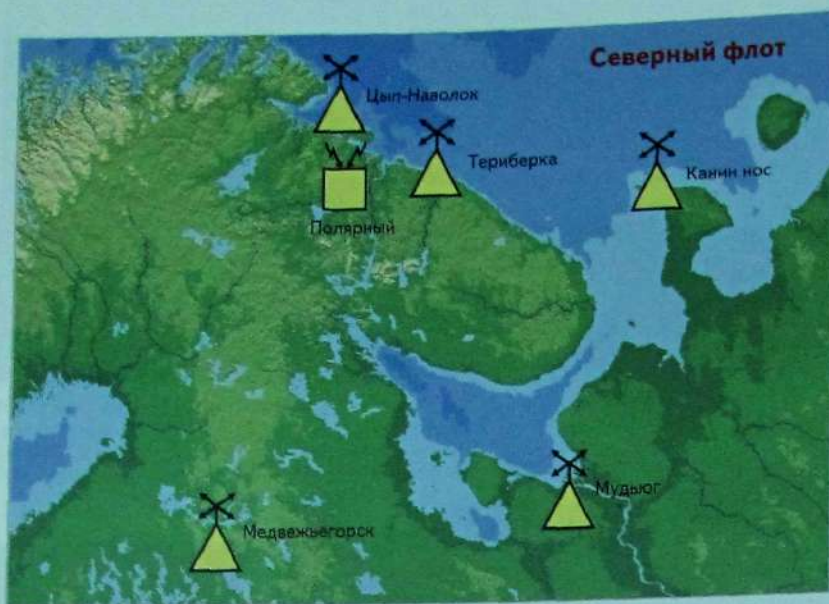 Северный флот
Цып-Наволок
Териберка
Канин нос
Полярный
Мудьюг
Медвежьегорск